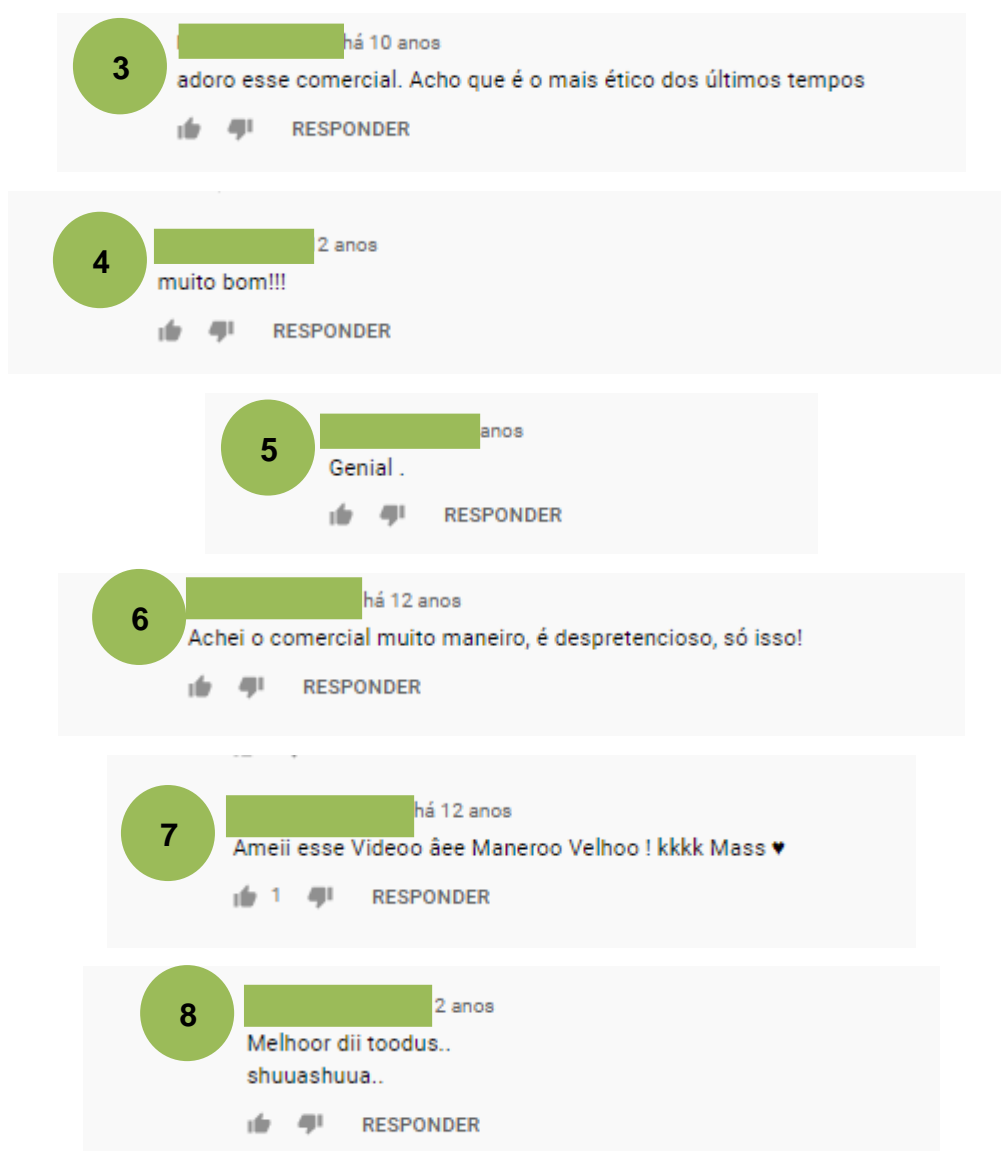 3
há 10 anos
adoro esse comercial. Acho que é o mais ético dos últimos tempos
RESPONDER
4
2 anos
muito bom!!!
RESPONDER
5
anos
Genial .
RESPONDER
6
há 12 anos
Achei o comercial muito maneiro, é despretencioso, só isso!
RESPONDER
7
há 12 anos
Ameii esse Videoo âee Maneroo Velhoo ! kkkk Mass ♥
1 RESPONDER
8
2 anos
Melhoor dii toodus..
shuuashuua..
RESPONDER